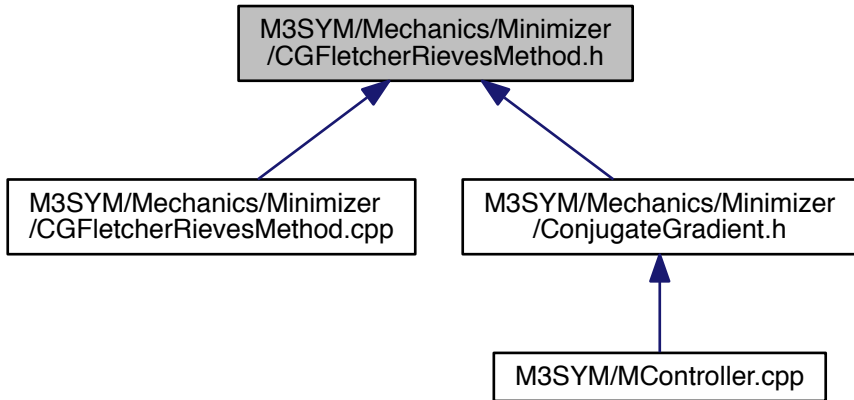 M3SYM/Mechanics/Minimizer
/CGFletcherRievesMethod.h
M3SYM/Mechanics/Minimizer
/CGFletcherRievesMethod.cpp
M3SYM/Mechanics/Minimizer
/ConjugateGradient.h
M3SYM/MController.cpp